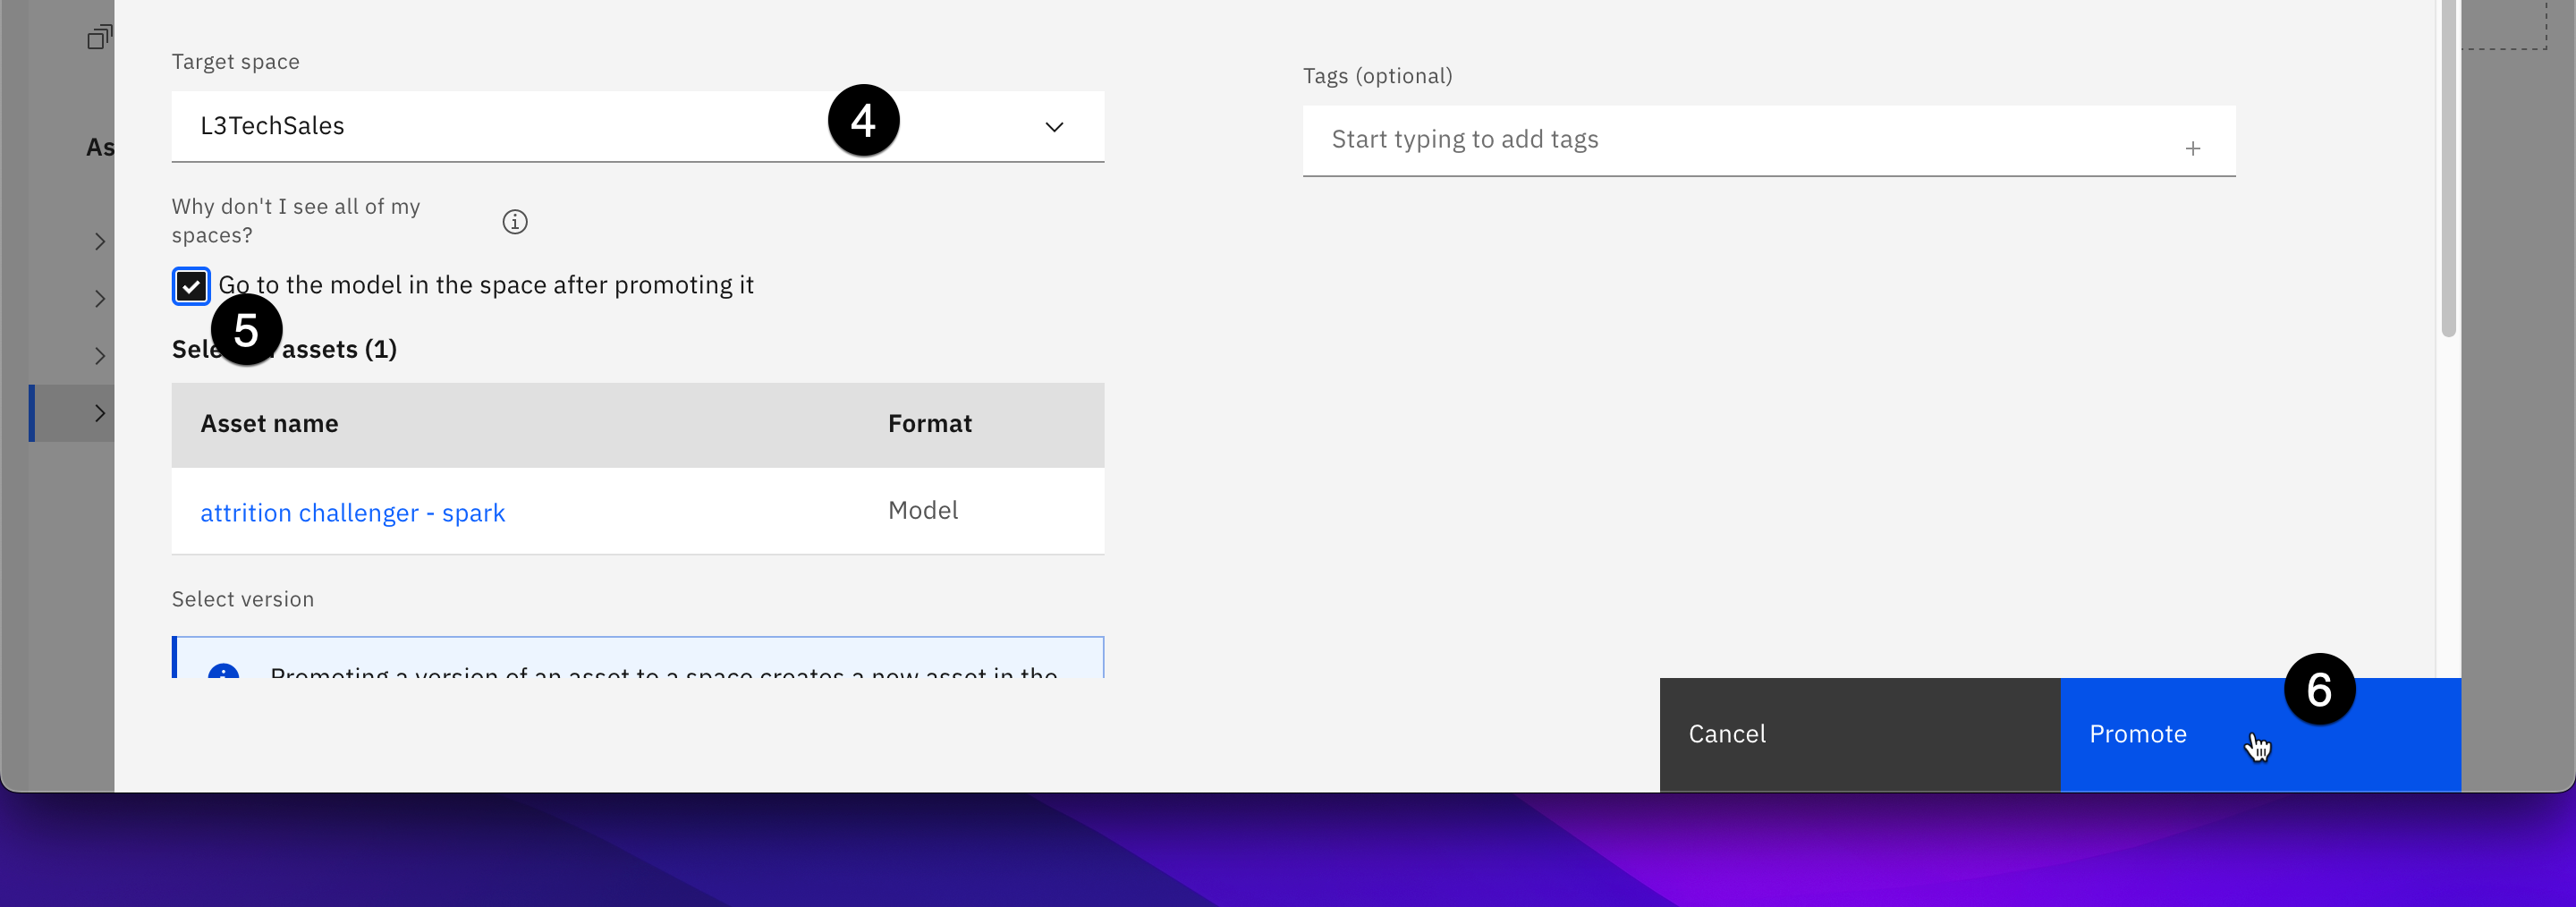 Target space
L3TechSales
4
Tags (optional)
Start typing to add tags
Why don't I see all of my
spaces?
As
Go to the model in the space after promoting it
5
assets (1)
Asset name Format
attrition challenger - spark Model
Select version
Promoting a version of an asset to a space creates a new asset in the
Cancel
Promote
6